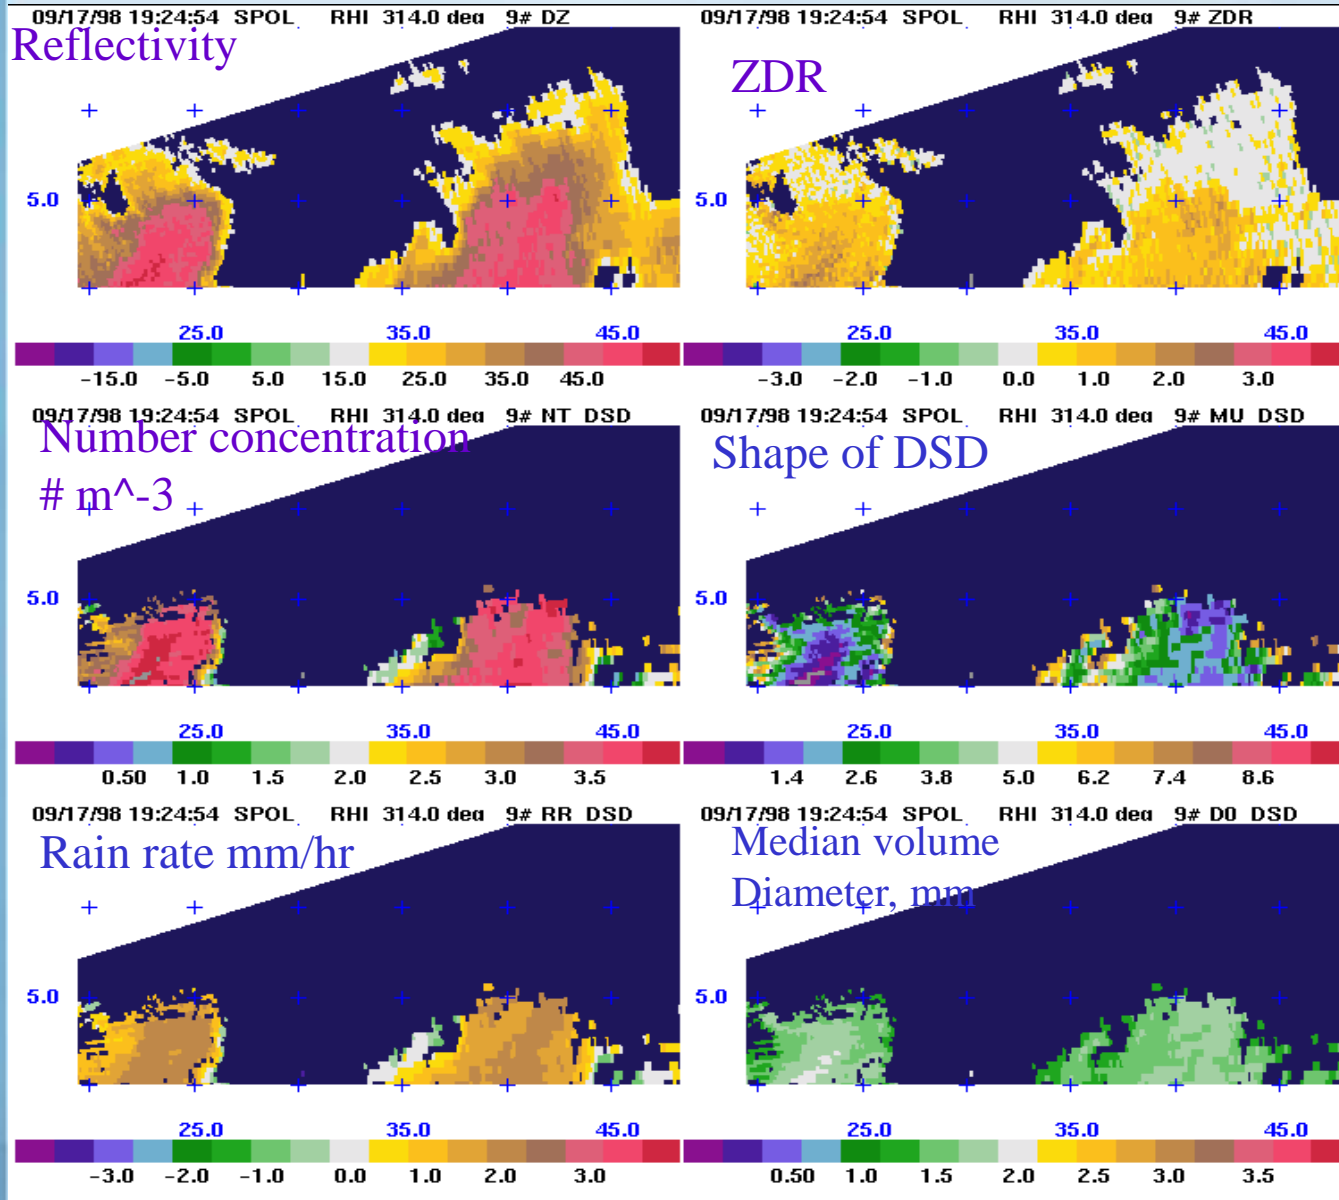 09/17/98 19:24:54 SPOL RHI 314.0 deg 9# DZ
Reflectivity
5.0
25.0 35.0 45.0
-15.0 -5.0 5.0 15.0 25.0 35.0 45.0
09/17/98 19:24:54 SPOL RHI 314.0 deg 9# ZDR
ZDR
5.0
25.0 35.0 45.0
-3.0 -2.0 -1.0 0.0 1.0 2.0 3.0
09/17/98 19:24:54 SPOL RHI 314.0 deg 9# NT DSD
Number concentration
# m^-3
5.0
25.0 35.0 45.0
0.50 1.0 1.5 2.0 2.5 3.0 3.5
09/17/98 19:24:54 SPOL RHI 314.0 deg 9# MU DSD
Shape of DSD
5.0
25.0 35.0 45.0
1.4 2.6 3.8 5.0 6.2 7.4 8.6
09/17/98 19:24:54 SPOL RHI 314.0 deg 9# RR DSD
Rain rate mm/hr
5.0
25.0 35.0 45.0
-3.0 -2.0 -1.0 0.0 1.0 2.0 3.0
09/17/98 19:24:54 SPOL RHI 314.0 deg 9# D0 DSD
Median volume
Diameter, mm
5.0
25.0 35.0 45.0
0.50 1.0 1.5 2.0 2.5 3.0 3.5